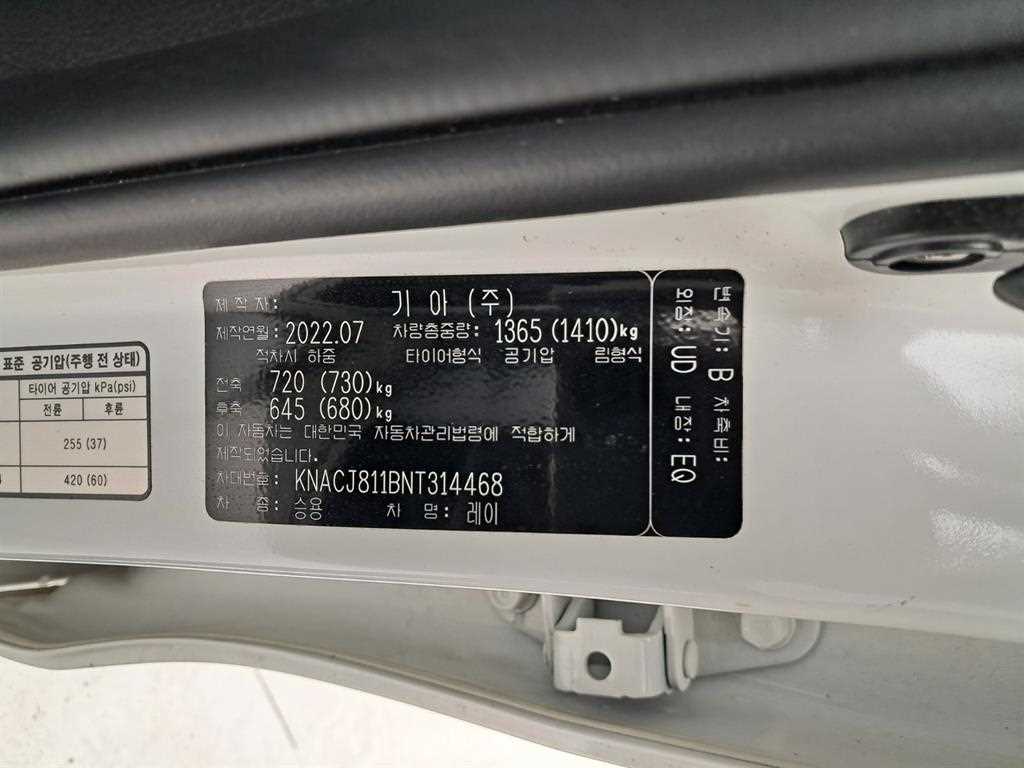 표준 공기압(주행 전 상태)
타이어 공기압 kPa(psi)
전륜 후륜
255 (37)
420 (60)
제 작 자: 기 아 (주)
제작연월: 2022.07 차량총중량: 1365 (1410)kg
적차시 하중 타이어형식 공기압 림형식
전축 720 (730)kg
후축 645 (680)kg
이 자동차는 대한민국 자동차관리법령에 적합하게
제작되었습니다.
차대번호: KNACJ811BNT314468
차 종: 승용 차 명: 레이
변속기: B 차축비:
외장: UD 내장: EQ